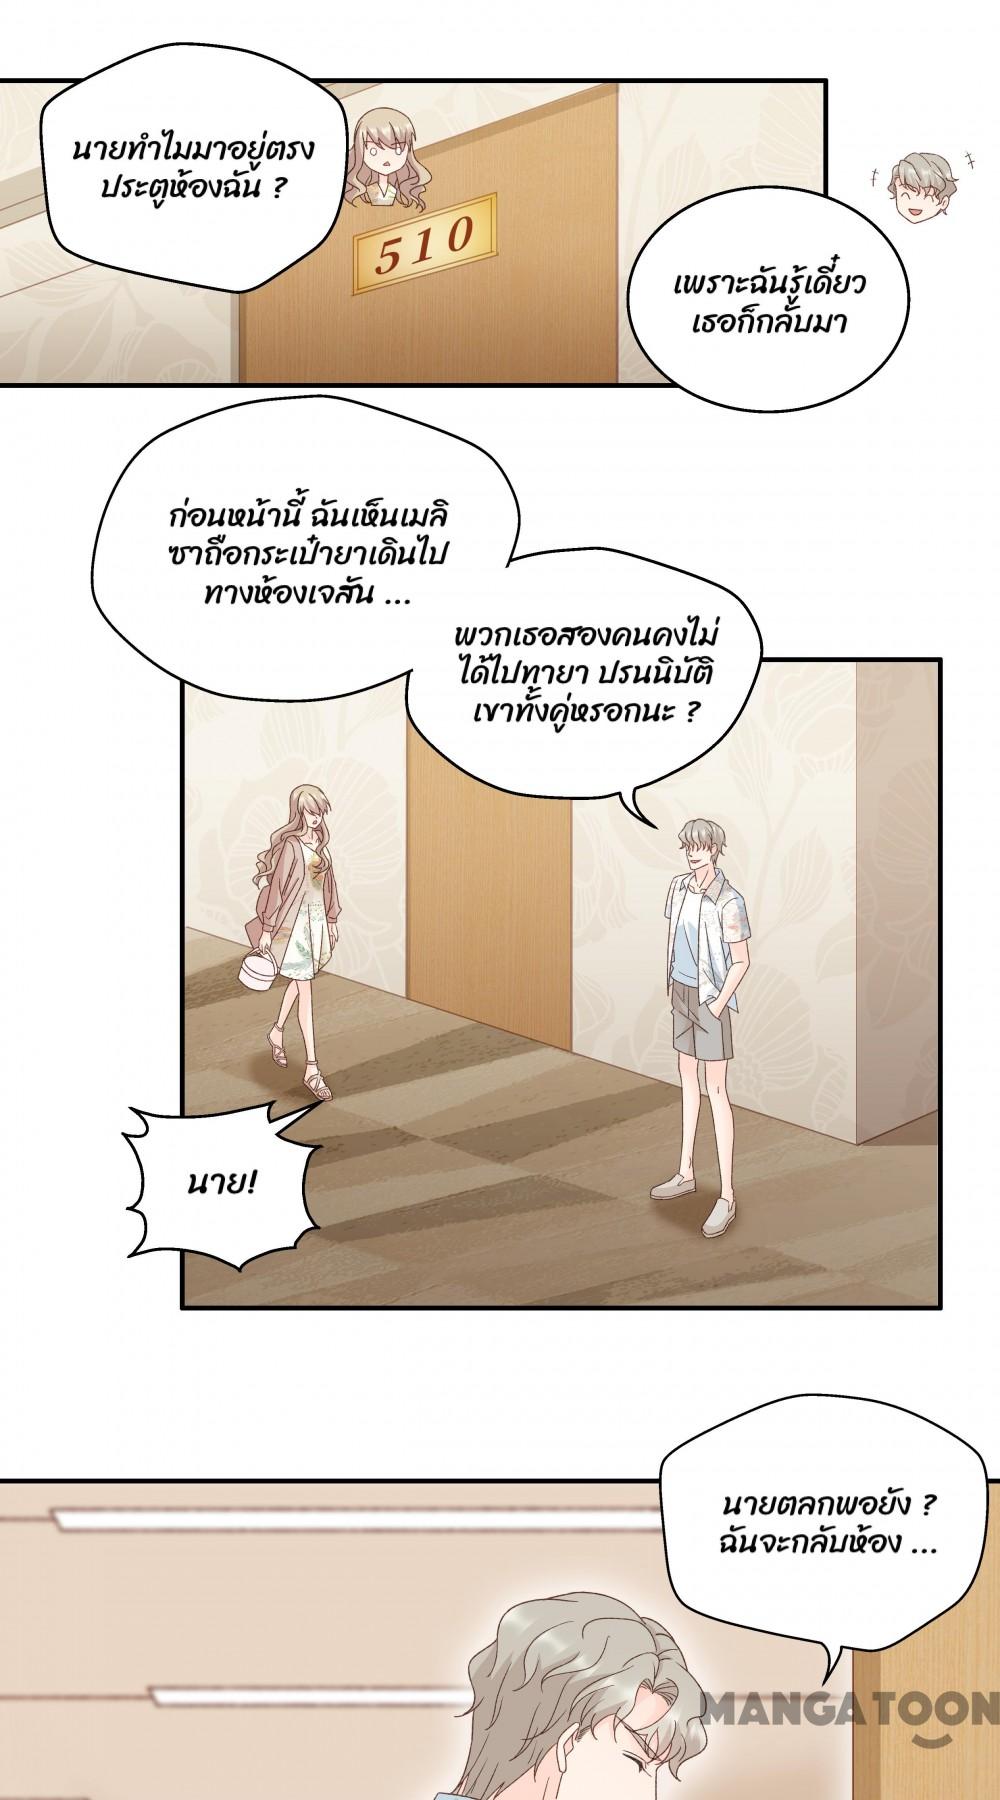 นายทำไมมาอยู่ตรง
ประตูห้องฉัน ?
510
เพราะฉันรู้เดี๋ยว
เธอก็กลับมา
ก่อนหน้านี้ ฉันเห็นเมลิ
ซาถือกระเป๋ายาเดินไป
ทางห้องเจสัน ...
พวกเธอสองคนคงไม่
ได้ไปทายา ปรนนิบัติ
เขาทั้งคู่หรอกนะ ?
นาย!
นายตลกพอยัง ?
ฉันจะกลับห้อง ...
MANGATOON